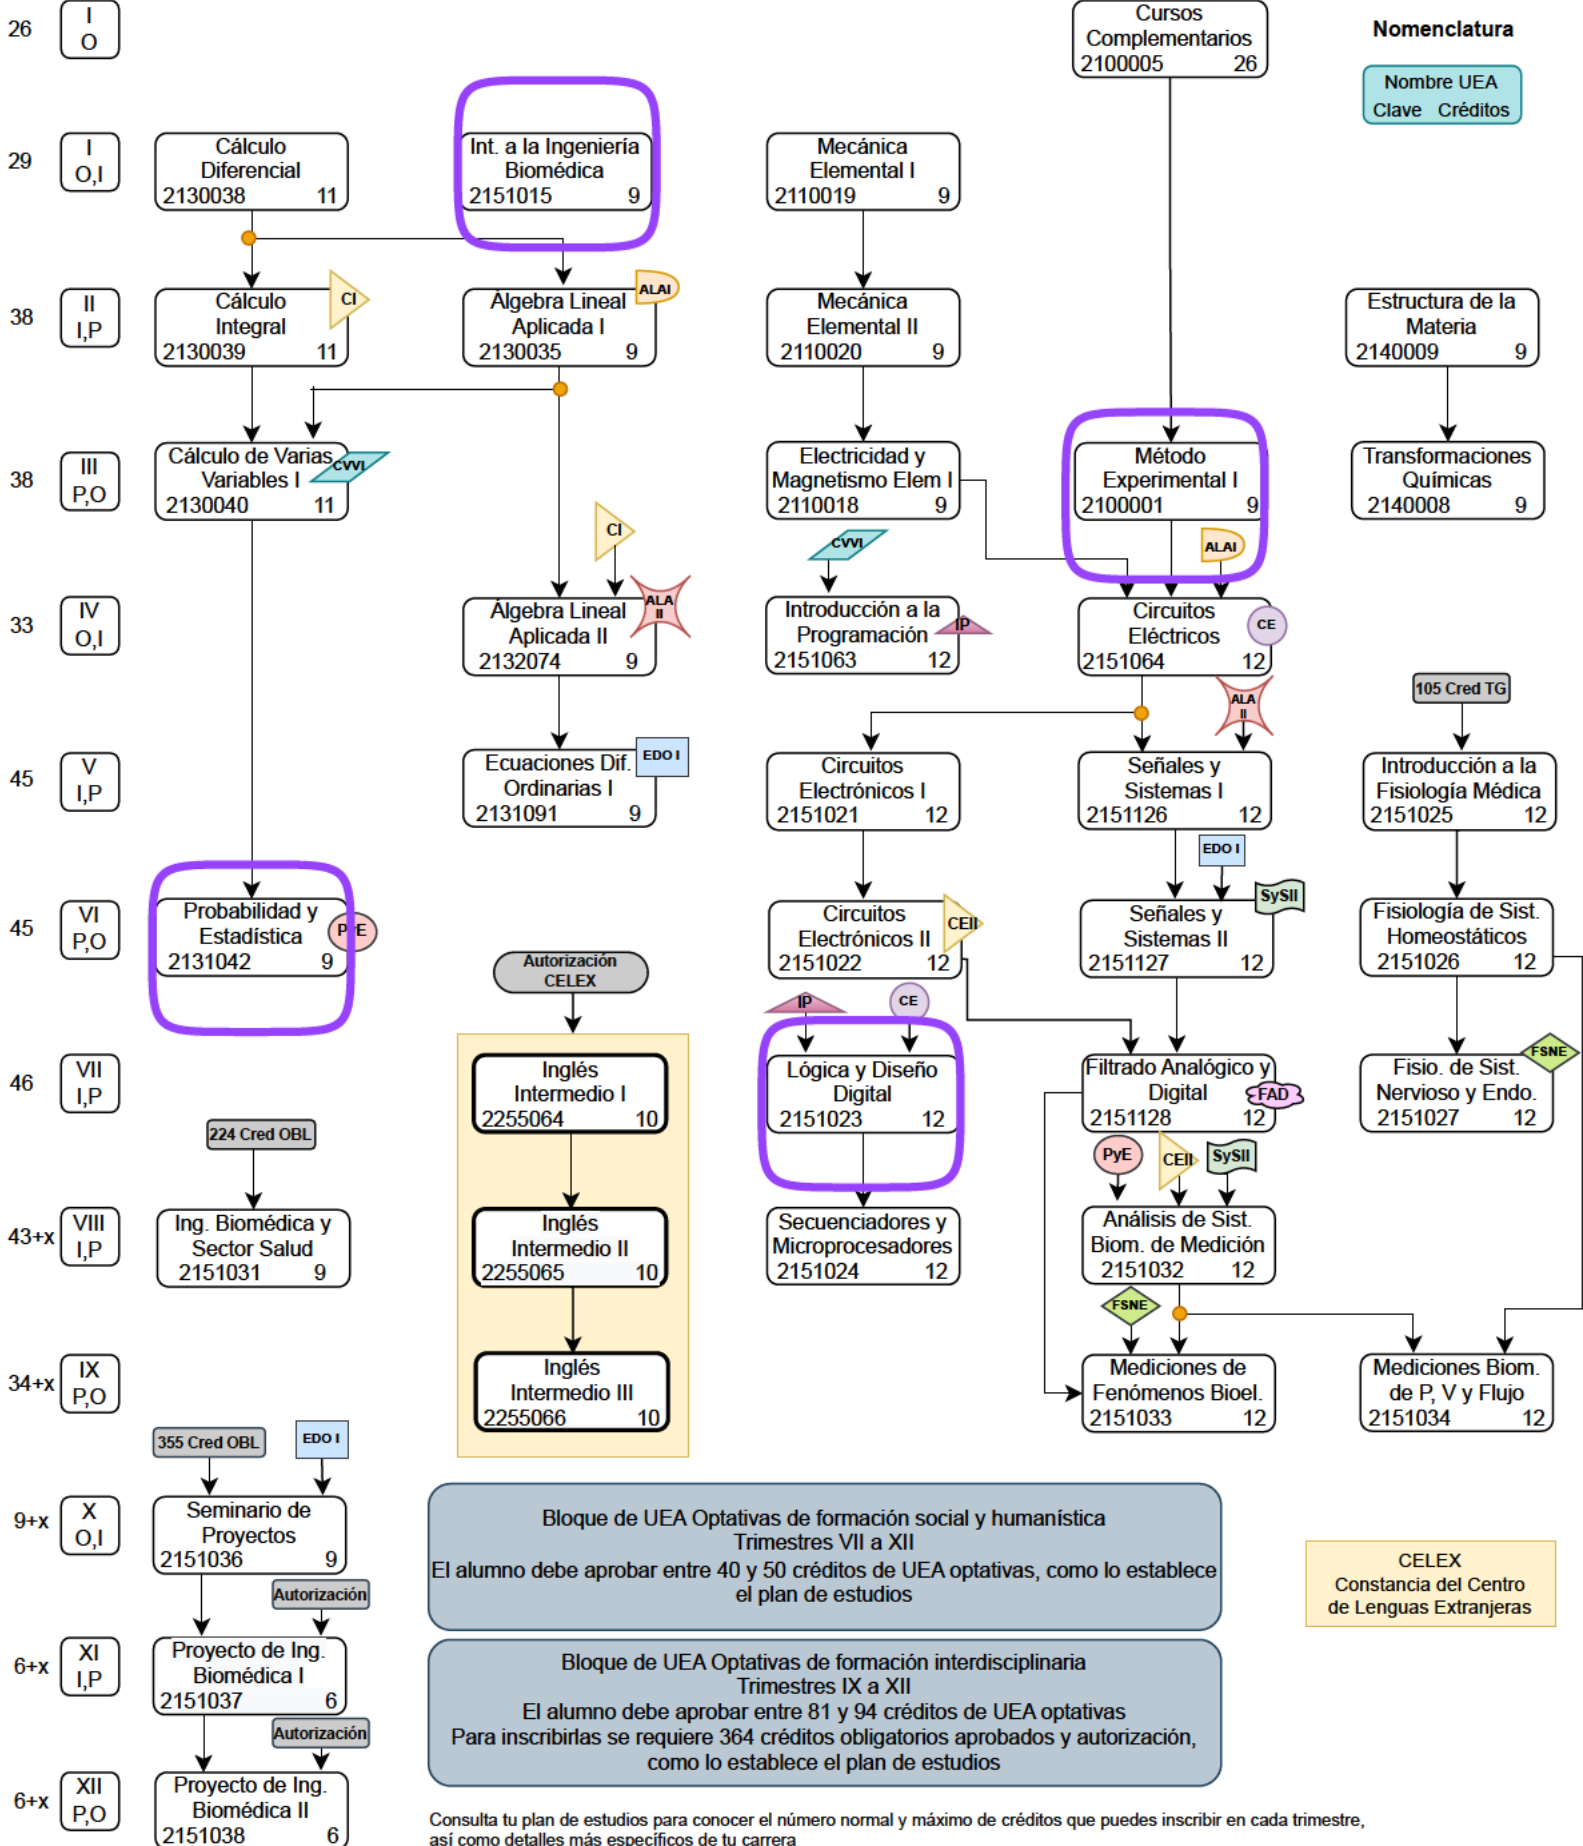 26
I
O
Cursos
Complementarios
2100005 26
Nomenclatura
Nombre UEA
Clave Créditos
29
I
O,I
Cálculo
Diferencial
2130038 11
Int. a la Ingeniería
Biomédica
2151015 9
Mecánica
Elemental I
2110019 9
38
II
I,P
Cálculo
Integral
2130039 11
CI
Álgebra Lineal
Aplicada I
2130035 9
ALAI
Mecánica
Elemental II
2110020 9
Estructura de la
Materia
2140009 9
38
III
P,O
Cálculo de Varias
Variables I
2130040 11
CVVI
Electricidad y
Magnetismo Elem I
2110018 9
Método
Experimental I
2100001 9
Transformaciones
Químicas
2140008 9
CI
CVVI
ALAI
33
IV
O,I
Álgebra Lineal
Aplicada II
2132074 9
ALA
II
Introducción a la
Programación
2151063 12
IP
Circuitos
Eléctricos
2151064 12
CE
ALA
II
105 Cred TG
45
V
I,P
Ecuaciones Dif.
Ordinarias I
2131091 9
EDO I
Circuitos
Electrónicos I
2151021 12
Señales y
Sistemas I
2151126 12
Introducción a la
Fisiología Médica
2151025 12
EDO I
45
VI
P,O
Probabilidad y
Estadística
2131042 9
PyE
Circuitos
Electrónicos II
2151022 12
CEII
Señales y
Sistemas II
2151127 12
SySII
Fisiología de Sist.
Homeostáticos
2151026 12
Autorización
CELEX
IP
CE
46
VII
I,P
Inglés
Intermedio I
2255064 10
Lógica y Diseño
Digital
2151023 12
Filtrado Analógico y
Digital
2151128 12
FAD
Fisio. de Sist.
Nervioso y Endo.
2151027 12
FSNE
224 Cred OBL
PyE
CEII
SySII
43+x
VIII
I,P
Ing. Biomédica y
Sector Salud
2151031 9
Inglés
Intermedio II
2255065 10
Secuenciadores y
Microprocesadores
2151024 12
Análisis de Sist.
Biom. de Medición
2151032 12
FSNE
34+x
IX
P,O
Inglés
Intermedio III
2255066 10
Mediciones de
Fenómenos Bioel.
2151033 12
Mediciones Biom.
de P, V y Flujo
2151034 12
355 Cred OBL
EDO I
9+x
X
O,I
Seminario de
Proyectos
2151036 9
Autorización
Bloque de UEA Optativas de formación social y humanística
Trimestres VII a XII
El alumno debe aprobar entre 40 y 50 créditos de UEA optativas, como lo establece
el plan de estudios
CELEX
Constancia del Centro
de Lenguas Extranjeras
6+x
XI
I,P
Proyecto de Ing.
Biomédica I
2151037 6
Autorización
Bloque de UEA Optativas de formación interdisciplinaria
Trimestres IX a XII
El alumno debe aprobar entre 81 y 94 créditos de UEA optativas
Para inscribirlas se requiere 364 créditos obligatorios aprobados y autorización,
como lo establece el plan de estudios
6+x
XII
P,O
Proyecto de Ing.
Biomédica II
2151038 6
Consulta tu plan de estudios para conocer el número normal y máximo de créditos que puedes inscribir en cada trimestre,
así como detalles más específicos de tu carrera